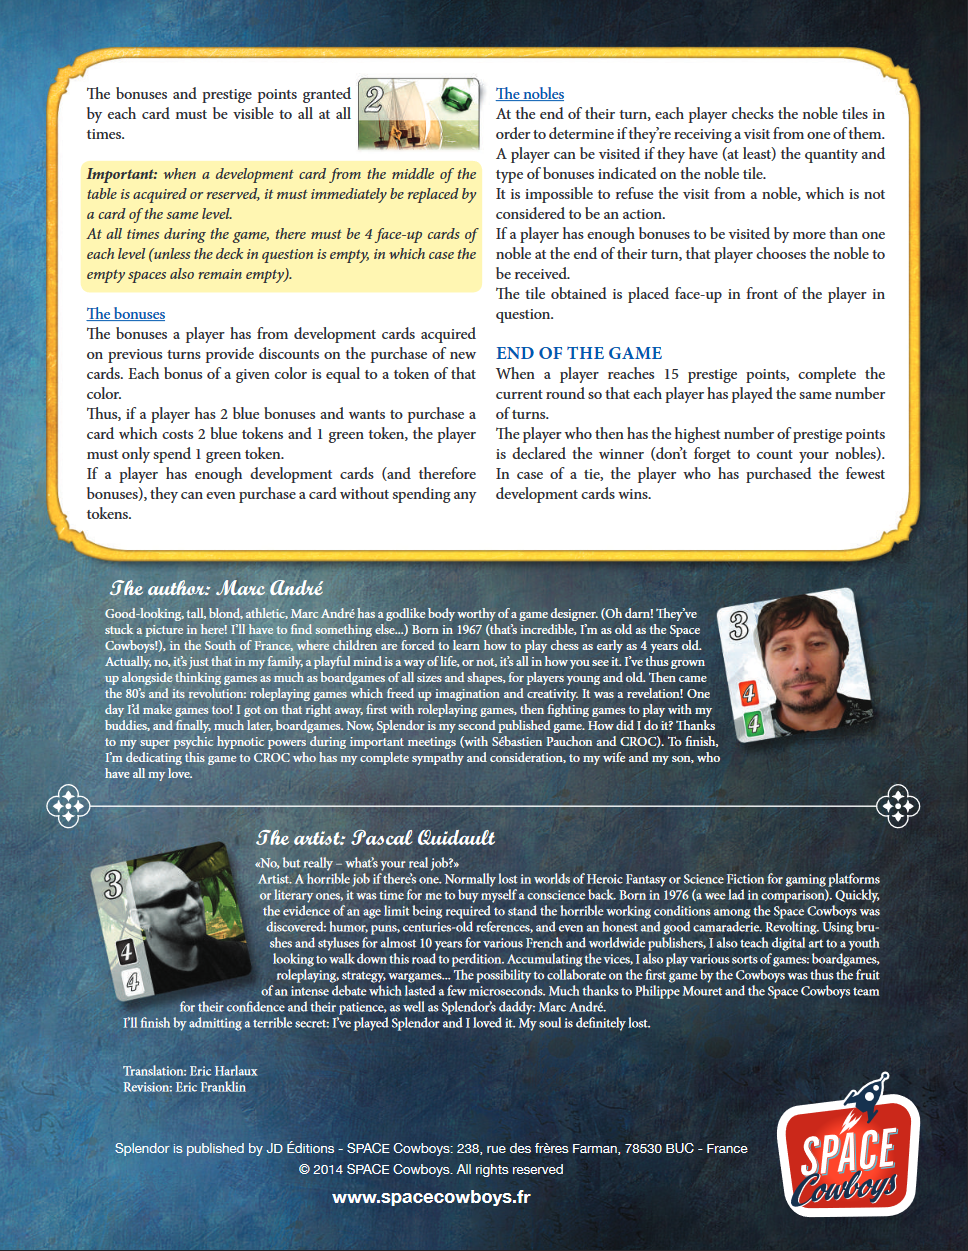 The bonuses and prestige points granted
by each card must be visible to all at all
times.
2
Important: when a development card from the middle of the
table is acquired or reserved, it must immediately be replaced by
a card of the same level.
At all times during the game, there must be 4 face-up cards of
each level (unless the deck in question is empty, in which case the
empty spaces also remain empty).
The bonuses
The bonuses a player has from development cards acquired
on previous turns provide discounts on the purchase of new
cards. Each bonus of a given color is equal to a token of that
color.
Thus, if a player has 2 blue bonuses and wants to purchase a
card which costs 2 blue tokens and 1 green token, the player
must only spend 1 green token.
If a player has enough development cards (and therefore
bonuses), they can even purchase a card without spending any
tokens.
The nobles
At the end of their turn, each player checks the noble tiles in
order to determine if they're receiving a visit from one of them.
A player can be visited if they have (at least) the quantity and
type of bonuses indicated on the noble tile.
It is impossible to refuse the visit from a noble, which is not
considered to be an action.
If a player has enough bonuses to be visited by more than one
noble at the end of their turn, that player chooses the noble to
be received.
The tile obtained is placed face-up in front of the player in
question.
END OF THE GAME
When a player reaches 15 prestige points, complete the
current round so that each player has played the same number
of turns.
The player who then has the highest number of prestige points
is declared the winner (don't forget to count your nobles).
In case of a tie, the player who has purchased the fewest
development cards wins.
The author: Marc André
Good-looking, tall, blond, athletic, Marc André has a godlike body worthy of a game designer. (Oh darn! They've
stuck a picture in here! I'll have to find something else...) Born in 1967 (that's incredible, I'm as old as the Space
Cowboys!), in the South of France, where children are forced to learn how to play chess as early as 4 years old.
Actually, no, it's just that in my family, a playful mind is a way of life, or not, it's all in how you see it. I've thus grown
up alongside thinking games as much as boardgames of all sizes and shapes, for players young and old. Then came
the 80's and its revolution: roleplaying games which freed up imagination and creativity. It was a revelation! One
day I'd make games too! I got on that right away, first with roleplaying games, then fighting games to play with my
buddies, and finally, much later, boardgames. Now, Splendor is my second published game. How did I do it? Thanks
to my super psychic hypnotic powers during important meetings (with Sébastien Pauchon and CROC). To finish,
I'm dedicating this game to CROC who has my complete sympathy and consideration, to my wife and my son, who
have all my love.
3
4
4
The artist: Pascal Quidault
«No, but really – what's your real job?»
Artist. A horrible job if there's one. Normally lost in worlds of Heroic Fantasy or Science Fiction for gaming platforms
or literary ones, it was time for me to buy myself a conscience back. Born in 1976 (a wee lad in comparison). Quickly,
the evidence of an age limit being required to stand the horrible working conditions among the Space Cowboys was
discovered: humor, puns, centuries-old references, and even an honest and good camaraderie. Revolting. Using bru-
shes and styluses for almost 10 years for various French and worldwide publishers, I also teach digital art to a youth
looking to walk down this road to perdition. Accumulating the vices, I also play various sorts of games: boardgames,
roleplaying, strategy, wargames... The possibility to collaborate on the first game by the Cowboys was thus the fruit
of an intense debate which lasted a few microseconds. Much thanks to Philippe Mouret and the Space Cowboys team
for their confidence and their patience, as well as Splendor's daddy: Marc André.
I'll finish by admitting a terrible secret: I've played Splendor and I loved it. My soul is definitely lost.
3
4
4
Translation: Eric Harlaux
Revision: Eric Franklin
Splendor is published by JD Éditions - SPACE Cowboys: 238, rue des frères Farman, 78530 BUC - France
© 2014 SPACE Cowboys. All rights reserved
www.spacecowboys.fr
SPACE
Cowboys